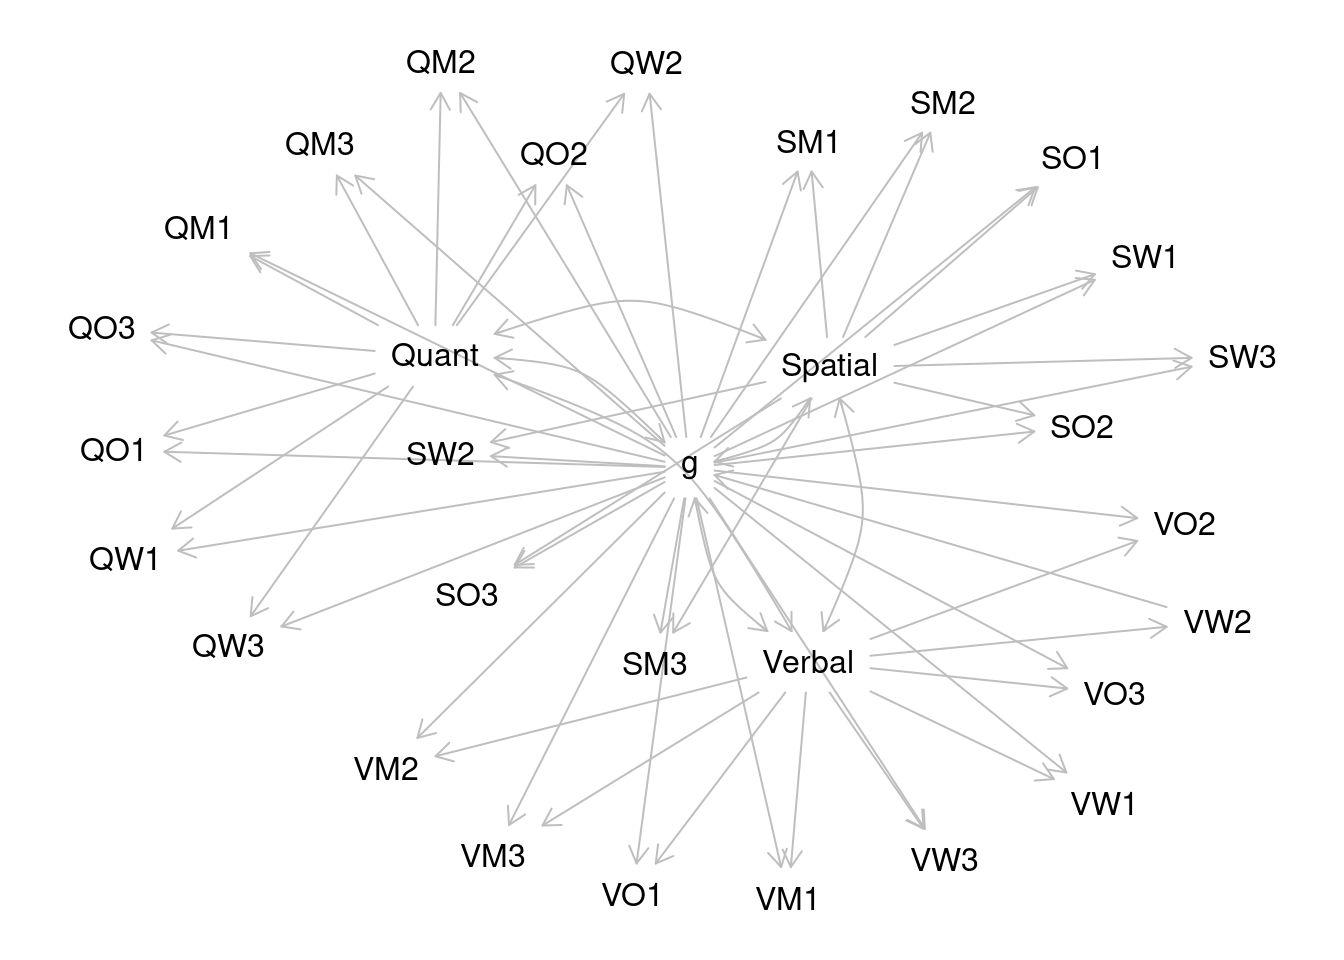 QM2
QW2
SM2
SM1
QM3
QO2
SO1
QM1
SW1
QO3
Quant
Spatial
SW3
SO2
QO1
SW2
g
VO2
QW1
SO3
VW2
QW3
SM3
Verbal
VO3
VM2
VW1
VM3
VW3
VO1
VM1